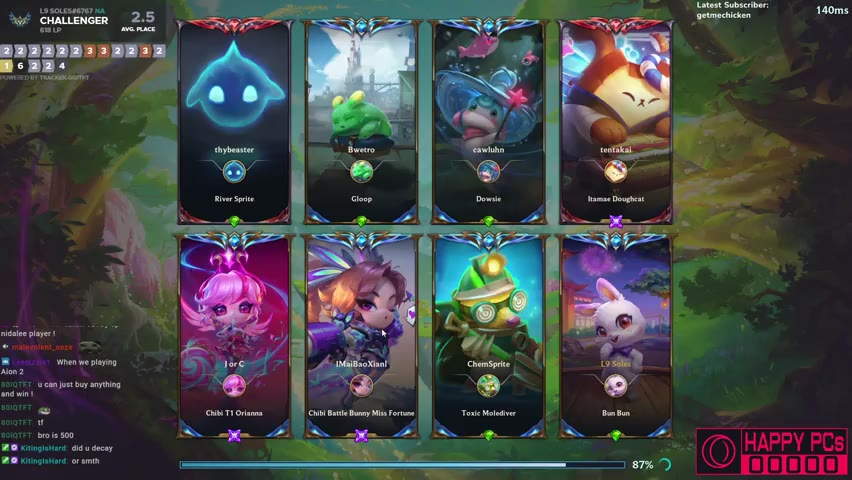 L9 SOLES#6767 NA
CHALLENGER
618 LP
2.5
AVG. PLACE
2 2 2 2 2 2 3 3 2 2 3 2
1 6 2 2 4
POWERED BY TRACKER.GG/TFT
Latest Subscriber:
getmechicken
140ms
thybeaster
River Sprite
Bwetro
Gloop
cawluhn
Dowsie
tentakai
Itamae Doughcat
J or C
Chibi T1 Orianna
IMaiBaoXianI
Chibi Battle Bunny Miss Fortune
ChemSprite
Toxic Molediver
L9 Soles
Bun Bun
nidalee player !
malevolent_ooze
When we playing
Aion 2
80IQTFT u can just buy anything
and win !
80IQTFT
80IQTFT tf
80IQTFT bro is 500
KitingIsHard: did u decay
KitingIsHard: or smth
87%
HAPPY PCs